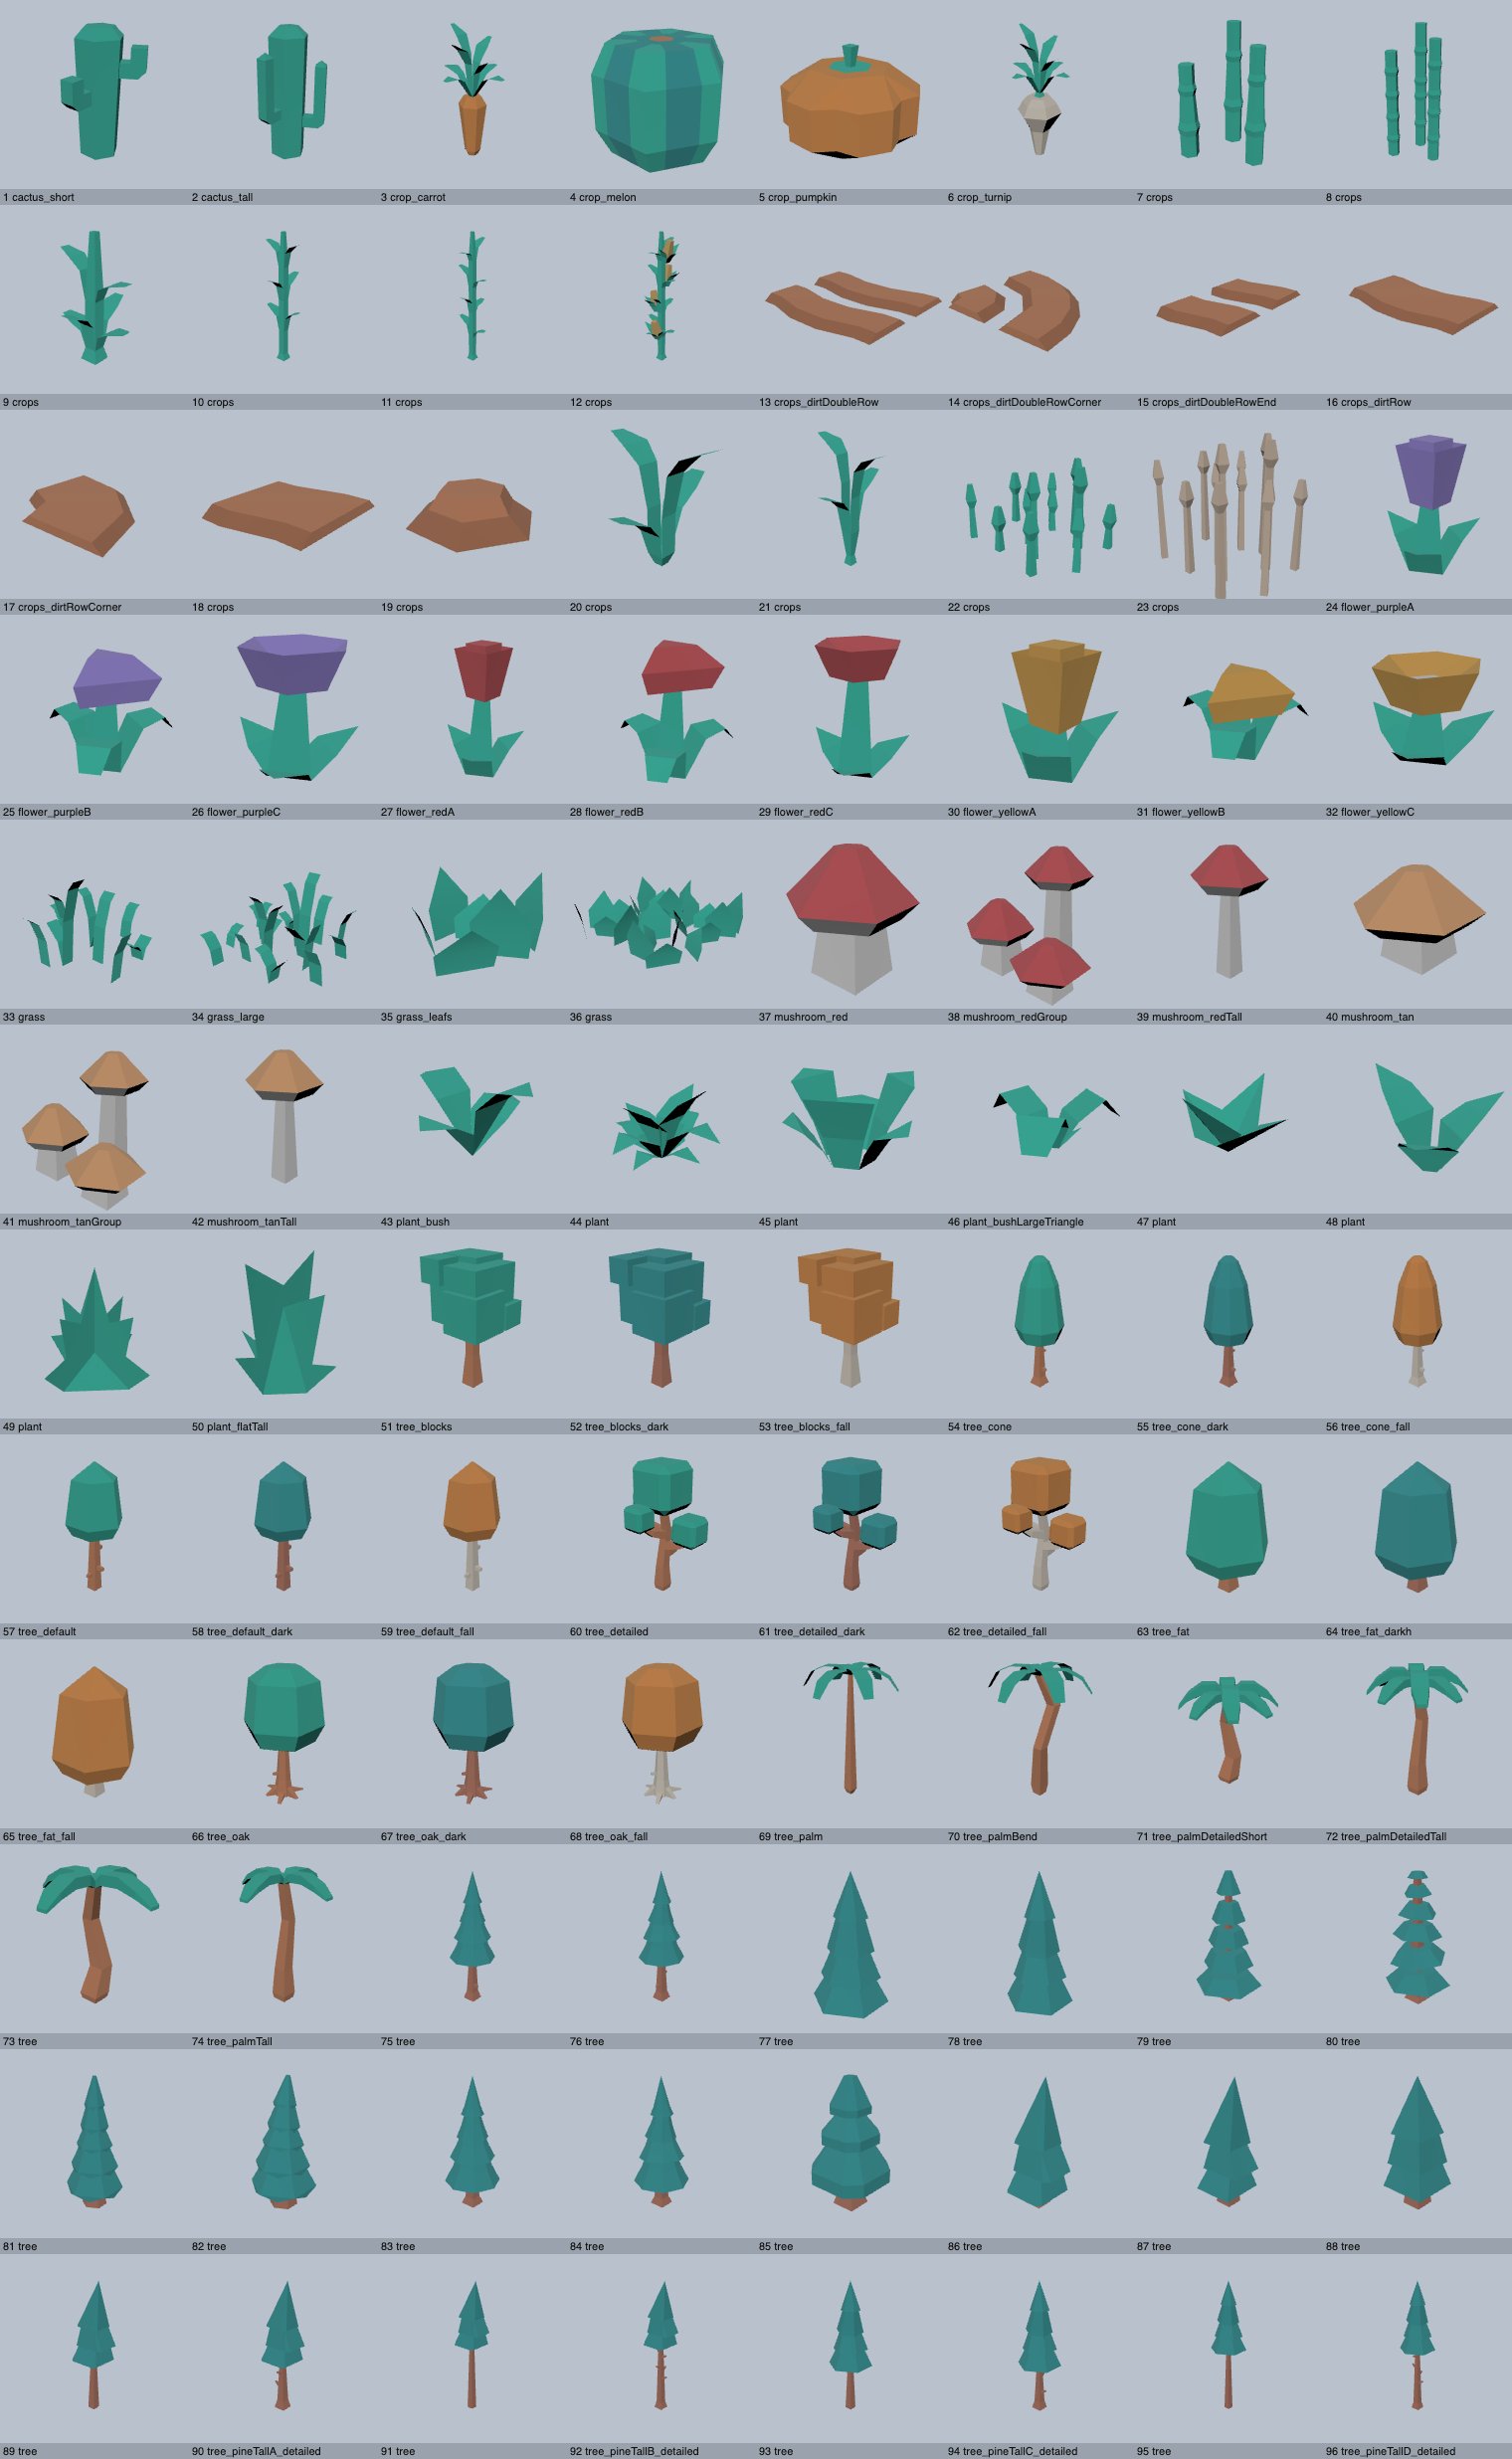 1 cactus_short
2 cactus_tall
3 crop_carrot
4 crop_melon
5 crop_pumpkin
6 crop_turnip
7 crops
8 crops
9 crops
10 crops
11 crops
12 crops
13 crops_dirtDoubleRow
14 crops_dirtDoubleRowCorner
15 crops_dirtDoubleRowEnd
16 crops_dirtRow
17 crops_dirtRowCorner
18 crops
19 crops
20 crops
21 crops
22 crops
23 crops
24 flower_purpleA
25 flower_purpleB
26 flower_purpleC
27 flower_redA
28 flower_redB
29 flower_redC
30 flower_yellowA
31 flower_yellowB
32 flower_yellowC
33 grass
34 grass_large
35 grass_leafs
36 grass
37 mushroom_red
38 mushroom_redGroup
39 mushroom_redTall
40 mushroom_tan
41 mushroom_tanGroup
42 mushroom_tanTall
43 plant_bush
44 plant
45 plant
46 plant_bushLargeTriangle
47 plant
48 plant
49 plant
50 plant_flatTall
51 tree_blocks
52 tree_blocks_dark
53 tree_blocks_fall
54 tree_cone
55 tree_cone_dark
56 tree_cone_fall
57 tree_default
58 tree_default_dark
59 tree_default_fall
60 tree_detailed
61 tree_detailed_dark
62 tree_detailed_fall
63 tree_fat
64 tree_fat_darkh
65 tree_fat_fall
66 tree_oak
67 tree_oak_dark
68 tree_oak_fall
69 tree_palm
70 tree_palmBend
71 tree_palmDetailedShort
72 tree_palmDetailedTall
73 tree
74 tree_palmTall
75 tree
76 tree
77 tree
78 tree
79 tree
80 tree
81 tree
82 tree
83 tree
84 tree
85 tree
86 tree
87 tree
88 tree
89 tree
90 tree_pineTallA_detailed
91 tree
92 tree_pineTallB_detailed
93 tree
94 tree_pineTallC_detailed
95 tree
96 tree_pineTallD_detailed